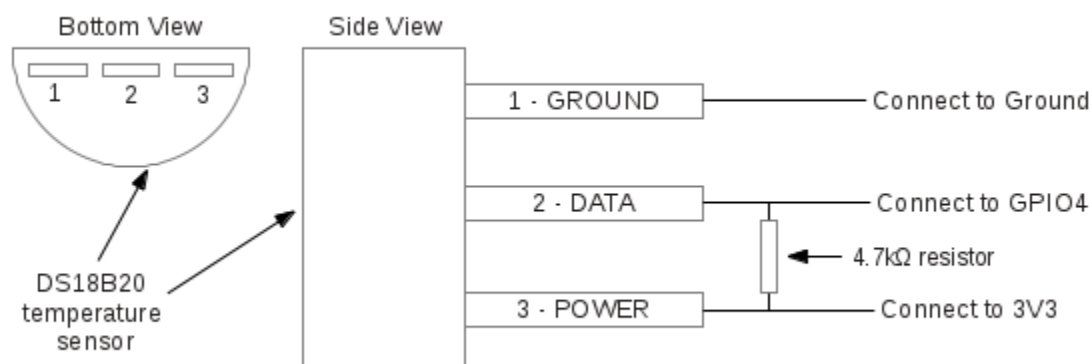 Bottom View
1 2 3
DS18B20
temperature
sensor
Side View
1 - GROUND
Connect to Ground
2 - DATA
Connect to GPIO4
4.7kΩ resistor
3 - POWER
Connect to 3V3